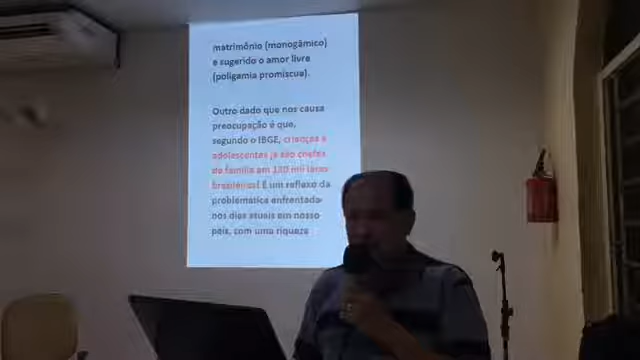 matrimônio (monogâmico)
e sugerido o amor livre
(poligamia promíscua).
Outro dado que nos causa
preocupação é que,
segundo o IBGE, crianças e
adolescentes já são chefes
de família em 130 mil lares
brasileiros! É um reflexo da
problemática enfrentada
nos dias atuais em nosso
país, com uma riqueza